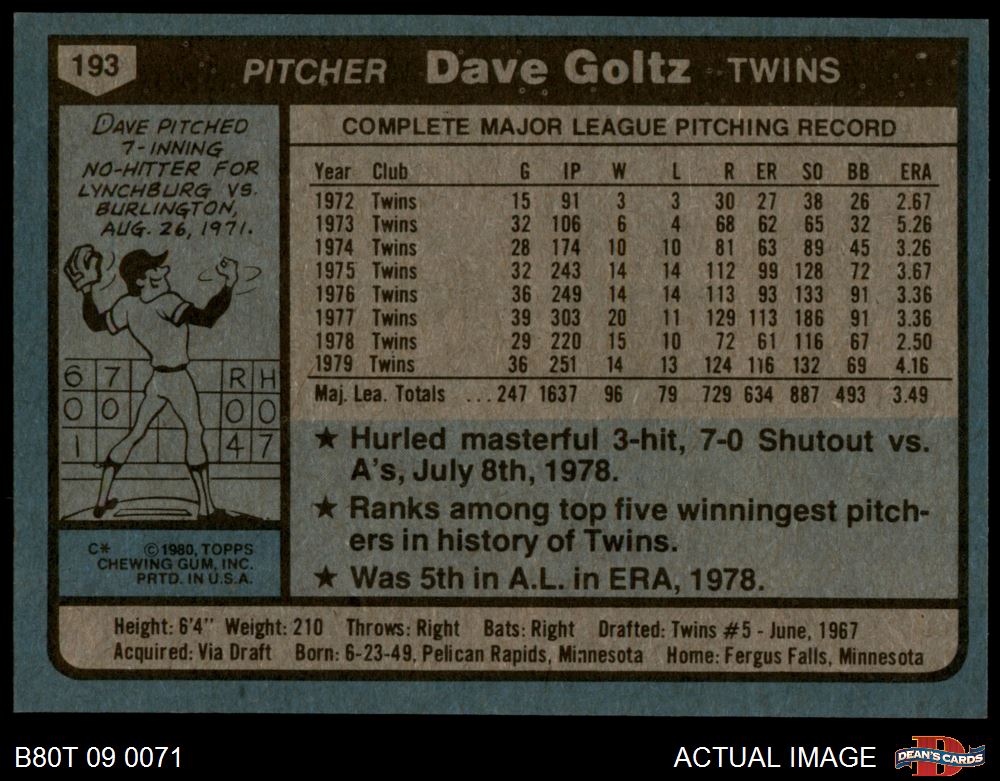 193 PITCHER Dave Goltz TWINS
DAVE PITCHED
7-INNING
NO-HITTER FOR
LYNCHBURG VS.
BURLINGTON,
AUG. 26, 1971.
6 7 R H
0 0 0 0
1 4 7
C* ©1980, TOPPS
CHEWING GUM, INC.
PRTD. IN U.S.A.
COMPLETE MAJOR LEAGUE PITCHING RECORD
Year Club G IP W L R ER SO BB ERA
1972 Twins 15 91 3 3 30 27 38 26 2.67
1973 Twins 32 106 6 4 68 62 65 32 5.26
1974 Twins 28 174 10 10 81 63 89 45 3.26
1975 Twins 32 243 14 14 112 99 128 72 3.67
1976 Twins 36 249 14 14 113 93 133 91 3.36
1977 Twins 39 303 20 11 129 113 186 91 3.36
1978 Twins 29 220 15 10 72 61 116 67 2.50
1979 Twins 36 251 14 13 124 116 132 69 4.16
Maj. Lea. Totals ...247 1637 96 79 729 634 887 493 3.49
★ Hurled masterful 3-hit, 7-0 Shutout vs.
A's, July 8th, 1978.
★ Ranks among top five winningest pitch-
ers in history of Twins.
★ Was 5th in A.L. in ERA, 1978.
Height: 6'4" Weight: 210 Throws: Right Bats: Right Drafted: Twins #5 - June, 1967
Acquired: Via Draft Born: 6-23-49, Pelican Rapids, Minnesota Home: Fergus Falls, Minnesota
B80T 09 0071 ACTUAL IMAGE
D
DEAN'S CARDS